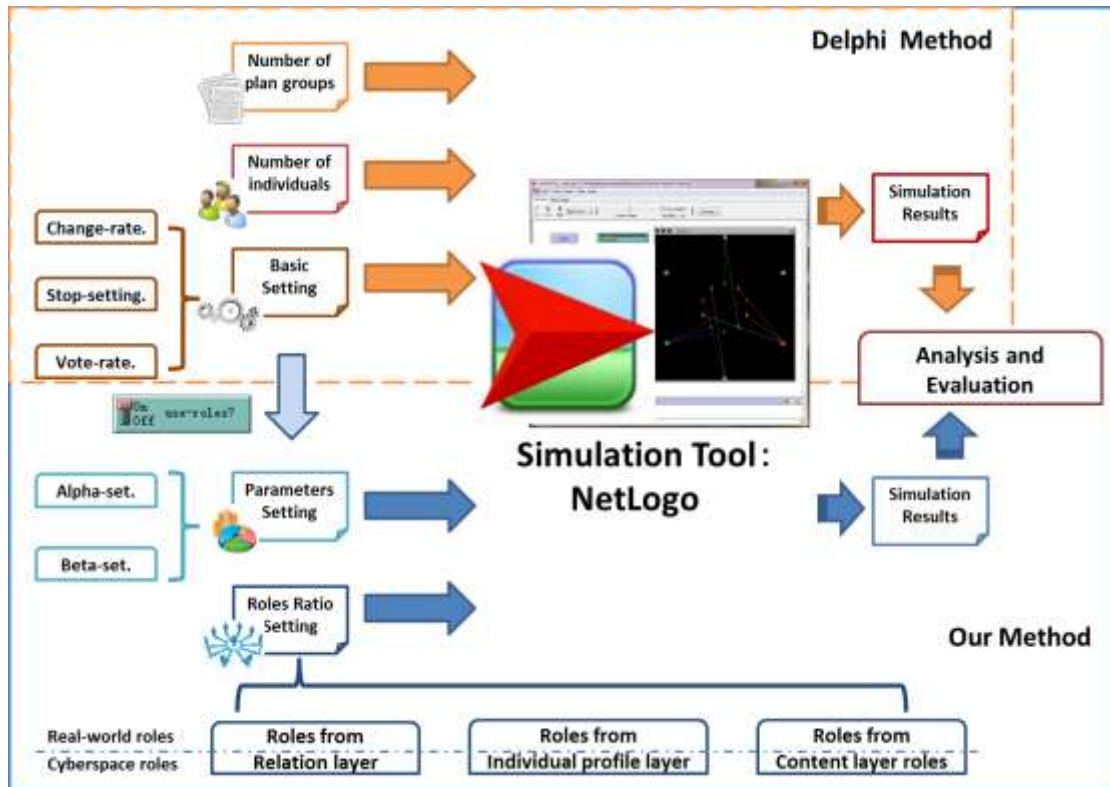 Delphi Method
Number of
plan groups
Number of
individuals
Change-rate.
Simulation
Results
Basic
Setting
Stop-setting.
Vote-rate.
Analysis and
Evaluation
On
Off use-roles?
Simulation Tool:
NetLogo
Alpha-set.
Parameters
Setting
Simulation
Results
Beta-set.
Roles Ratio
Setting
Our Method
Real-world roles
Cyberspace roles
Roles from
Relation layer
Roles from
Individual profile layer
Roles from
Content layer roles